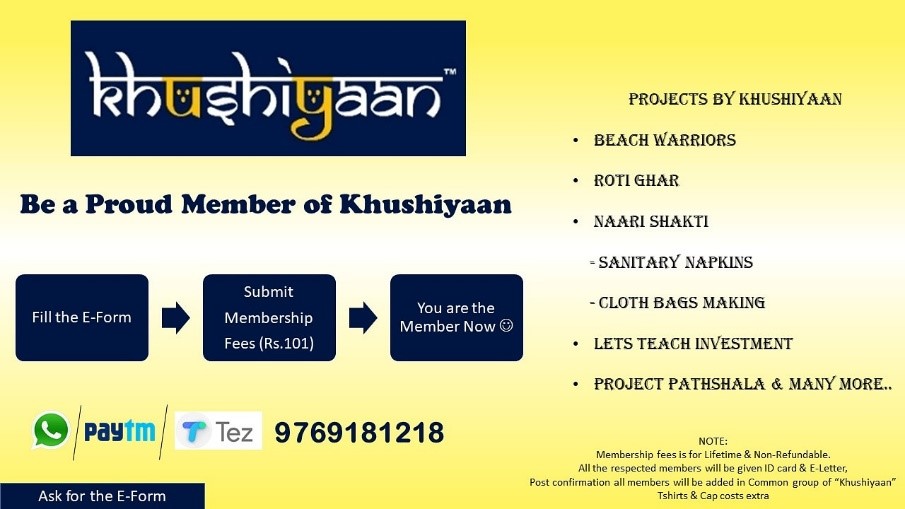 khushiyaan™
Be a Proud Member of Khushiyaan
Fill the E-Form
Submit
Membership
Fees (Rs.101)
You are the
Member Now ☺
paytm
Tez
9769181218
Ask for the E-Form
PROJECTS BY KHUSHIYAAN
• BEACH WARRIORS
• ROTI GHAR
• NAARI SHAKTI
- SANITARY NAPKINS
- CLOTH BAGS MAKING
• LETS TEACH INVESTMENT
• PROJECT PATHSHALA & MANY MORE..
NOTE:
Membership fees is for Lifetime & Non-Refundable.
All the respected members will be given ID card & E-Letter,
Post confirmation all members will be added in Common group of “Khushiyaan”
Tshirts & Cap costs extra